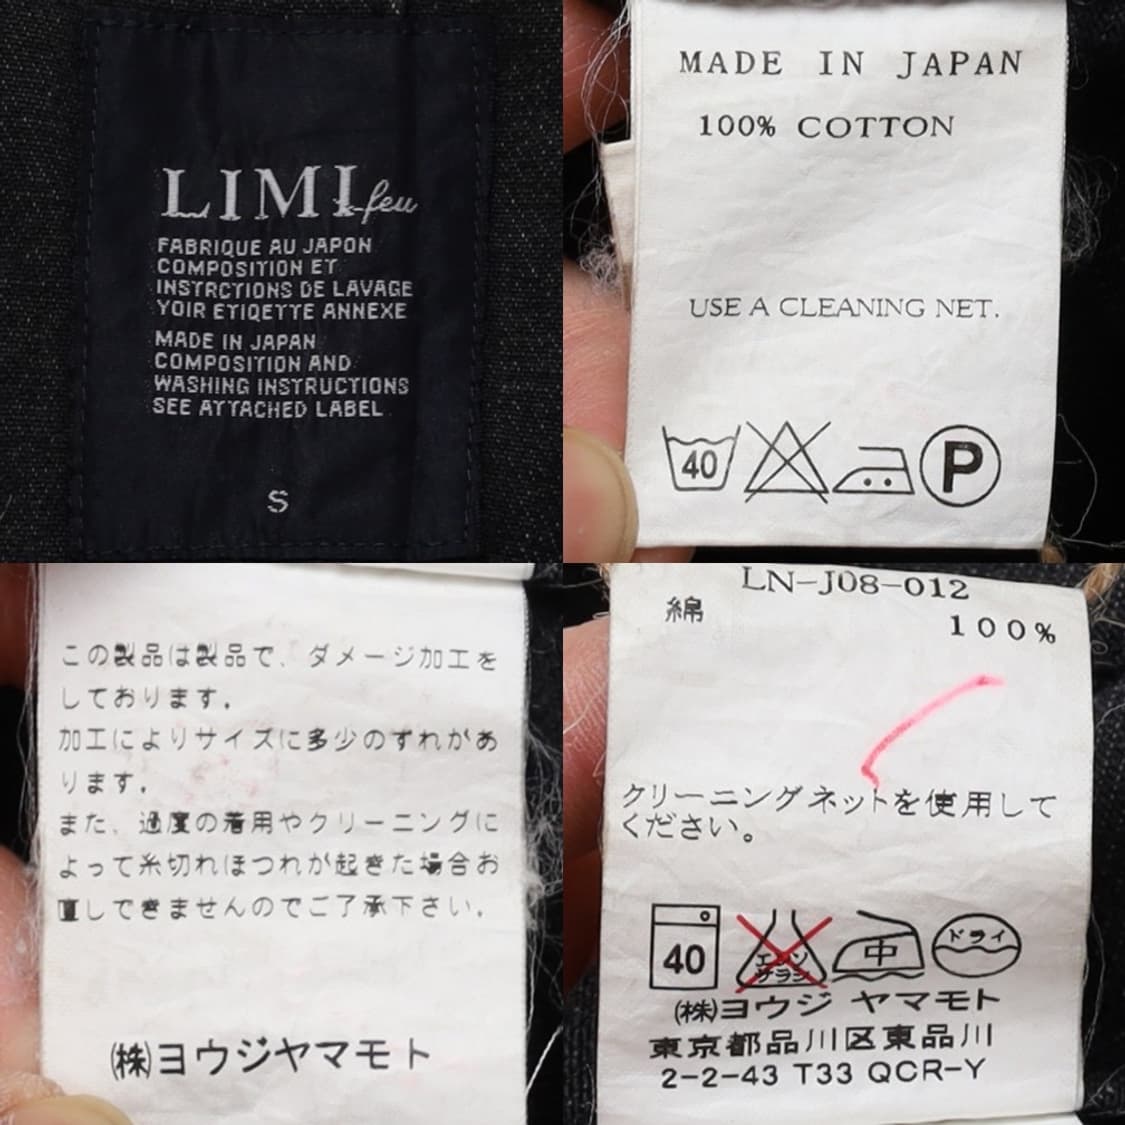 LIMI feu
FABRIQUE AU JAPON
COMPOSITION ET
INSTRCTIONS DE LAVAGE
YOIR ETIQETTE ANNEXE
MADE IN JAPAN
COMPOSITION AND
WASHING INSTRUCTIONS
SEE ATTACHED LABEL
S
MADE IN JAPAN
100% COTTON
USE A CLEANING NET.
40
P
この製品は製品で、ダメージ加工を
しております。
加工によりサイズに多少のずれがあ
ります。
また、過度の着用やクリーニングに
よって糸切れほつれが起きた場合お
直しできませんのでご了承下さい。
(株)ヨウジヤマモト
LN-J08-012
綿
100%
クリーニングネットを使用して
ください。
40
エンソ
サラシ
中
ドライ
(株)ヨウジ ヤマモト
東京都品川区東品川
2-2-43 T33 QCR-Y